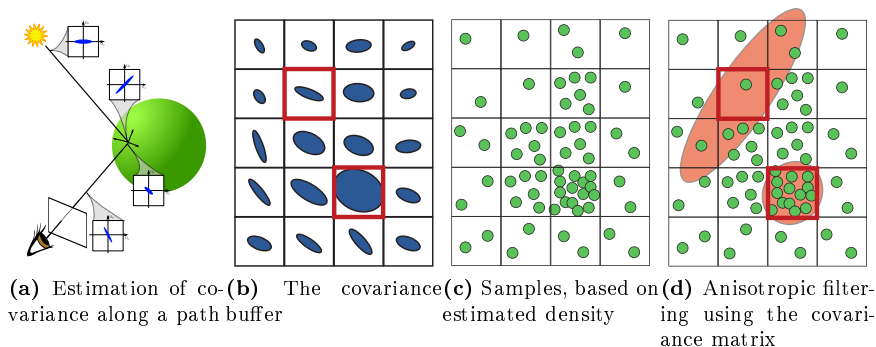 (a) Estimation of co-
variance along a path
(b) The covariance
buffer
(c) Samples, based on
estimated density
(d) Anisotropic filter-
ing using the covari-
ance matrix